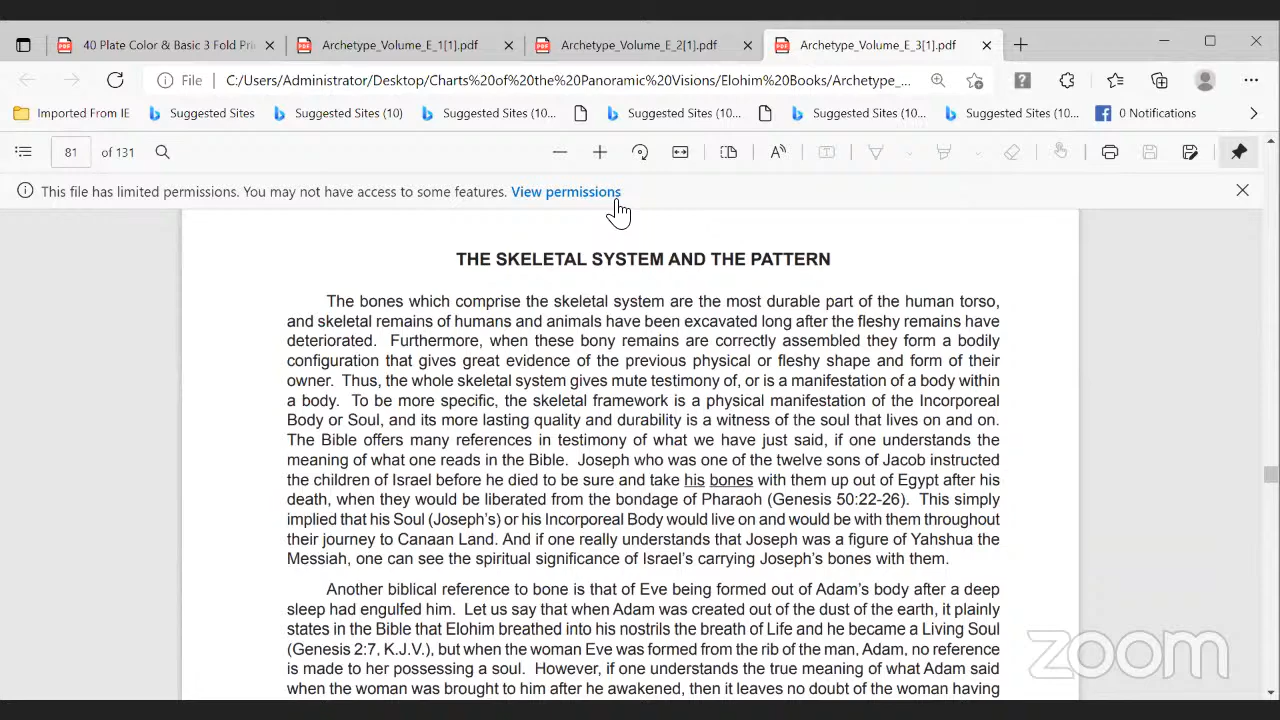 40 Plate Color & Basic 3 Fold Pri
Archetype_Volume_E_1[1].pdf
Archetype_Volume_E_2[1].pdf
Archetype_Volume_E_3[1].pdf
File
C:/Users/Administrator/Desktop/Charts%20of%20the%20Panoramic%20Visions/Elohim%20Books/Archetype_...
Imported From IE
Suggested Sites
Suggested Sites (10)
Suggested Sites (10...
Suggested Sites (10...
Suggested Sites (10...
Suggested Sites (10...
0 Notifications
81 of 131
This file has limited permissions. You may not have access to some features. View permissions
THE SKELETAL SYSTEM AND THE PATTERN
The bones which comprise the skeletal system are the most durable part of the human torso,
and skeletal remains of humans and animals have been excavated long after the fleshy remains have
deteriorated. Furthermore, when these bony remains are correctly assembled they form a bodily
configuration that gives great evidence of the previous physical or fleshy shape and form of their
owner. Thus, the whole skeletal system gives mute testimony of, or is a manifestation of a body within
a body. To be more specific, the skeletal framework is a physical manifestation of the Incorporeal
Body or Soul, and its more lasting quality and durability is a witness of the soul that lives on and on.
The Bible offers many references in testimony of what we have just said, if one understands the
meaning of what one reads in the Bible. Joseph who was one of the twelve sons of Jacob instructed
the children of Israel before he died to be sure and take his bones with them up out of Egypt after his
death, when they would be liberated from the bondage of Pharaoh (Genesis 50:22-26). This simply
implied that his Soul (Joseph's) or his Incorporeal Body would live on and would be with them throughout
their journey to Canaan Land. And if one really understands that Joseph was a figure of Yahshua the
Messiah, one can see the spiritual significance of Israel's carrying Joseph's bones with them.
Another biblical reference to bone is that of Eve being formed out of Adam's body after a deep
sleep had engulfed him. Let us say that when Adam was created out of the dust of the earth, it plainly
states in the Bible that Elohim breathed into his nostrils the breath of Life and he became a Living Soul
(Genesis 2:7, K.J.V.), but when the woman Eve was formed from the rib of the man, Adam, no reference
is made to her possessing a soul. However, if one understands the true meaning of what Adam said
when the woman was brought to him after he awakened, then it leaves no doubt of the woman having
zoom